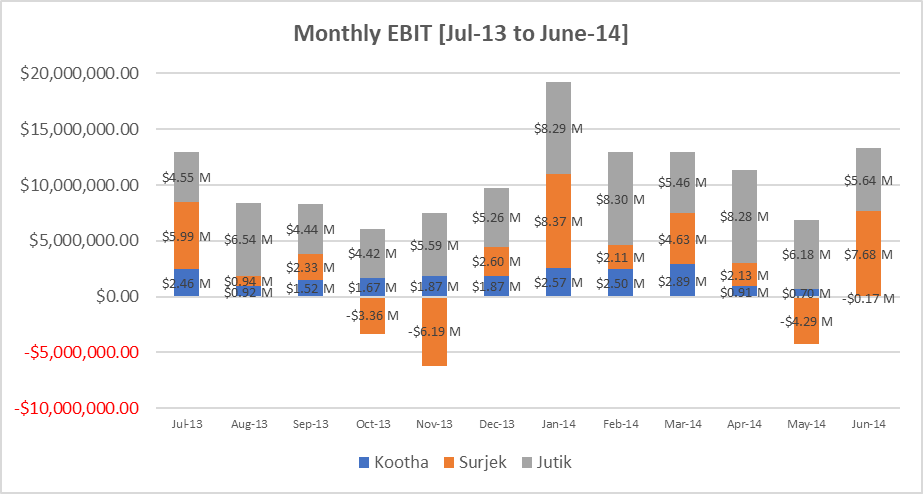 Monthly EBIT [Jul-13 to June-14]
$20,000,000.00
$15,000,000.00
$10,000,000.00
$5,000,000.00
$0.00
-$5,000,000.00
-$10,000,000.00
$4.55 M
$5.99 M
$2.46 M
$6.54 M
$0.94 M
$0.92 M
$4.44 M
$2.33 M
$1.52 M
$4.42 M
$1.67 M
-$3.36 M
$5.59 M
$1.87 M
-$6.19 M
$5.26 M
$2.60 M
$1.87 M
$8.29 M
$8.37 M
$2.57 M
$8.30 M
$2.11 M
$2.50 M
$5.46 M
$4.63 M
$2.89 M
$8.28 M
$2.13 M
$0.91 M
$6.18 M
$0.70 M
-$4.29 M
$5.64 M
$7.68 M
-$0.17 M
Jul-13 Aug-13 Sep-13 Oct-13 Nov-13 Dec-13 Jan-14 Feb-14 Mar-14 Apr-14 May-14 Jun-14
Kootha Surjek Jutik